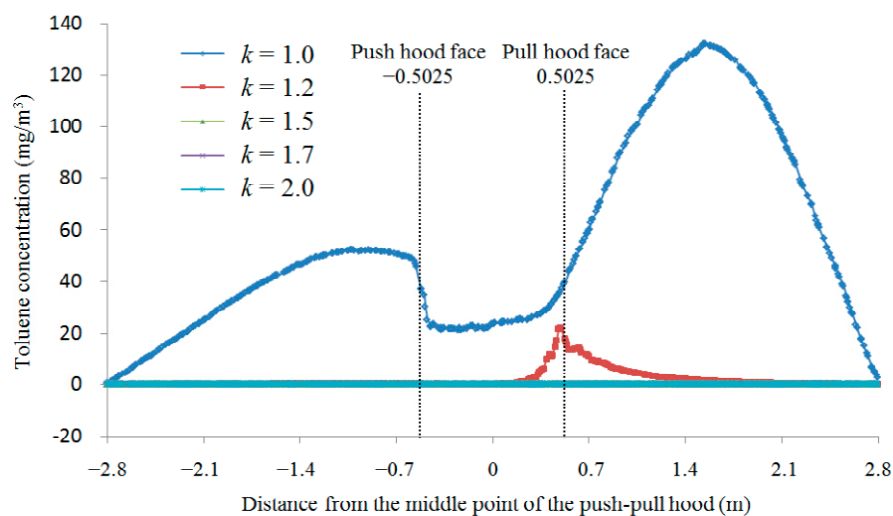 140
120
100
80
60
40
20
0
−20
Toluene concentration (mg/m³)
k = 1.0
k = 1.2
k = 1.5
k = 1.7
k = 2.0
Push hood face
−0.5025
Pull hood face
0.5025
−2.8 −2.1 −1.4 −0.7 0 0.7 1.4 2.1 2.8
Distance from the middle point of the push-pull hood (m)